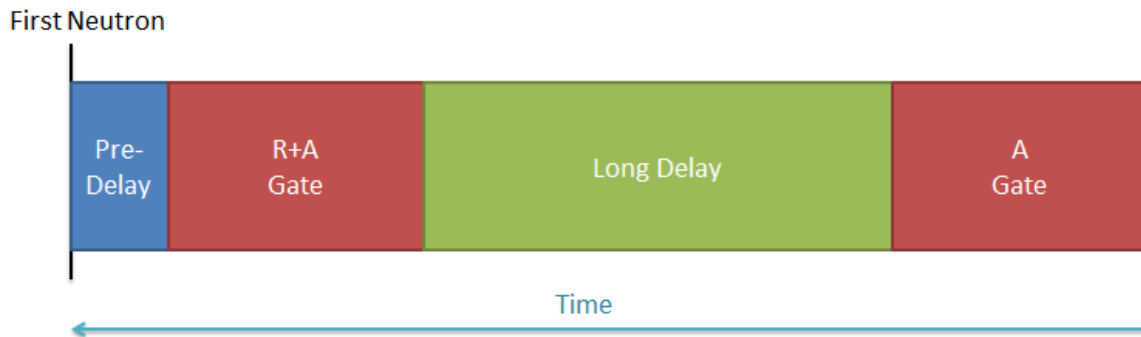 First Neutron
Pre-
Delay
R+A
Gate
Long Delay
A
Gate
Time